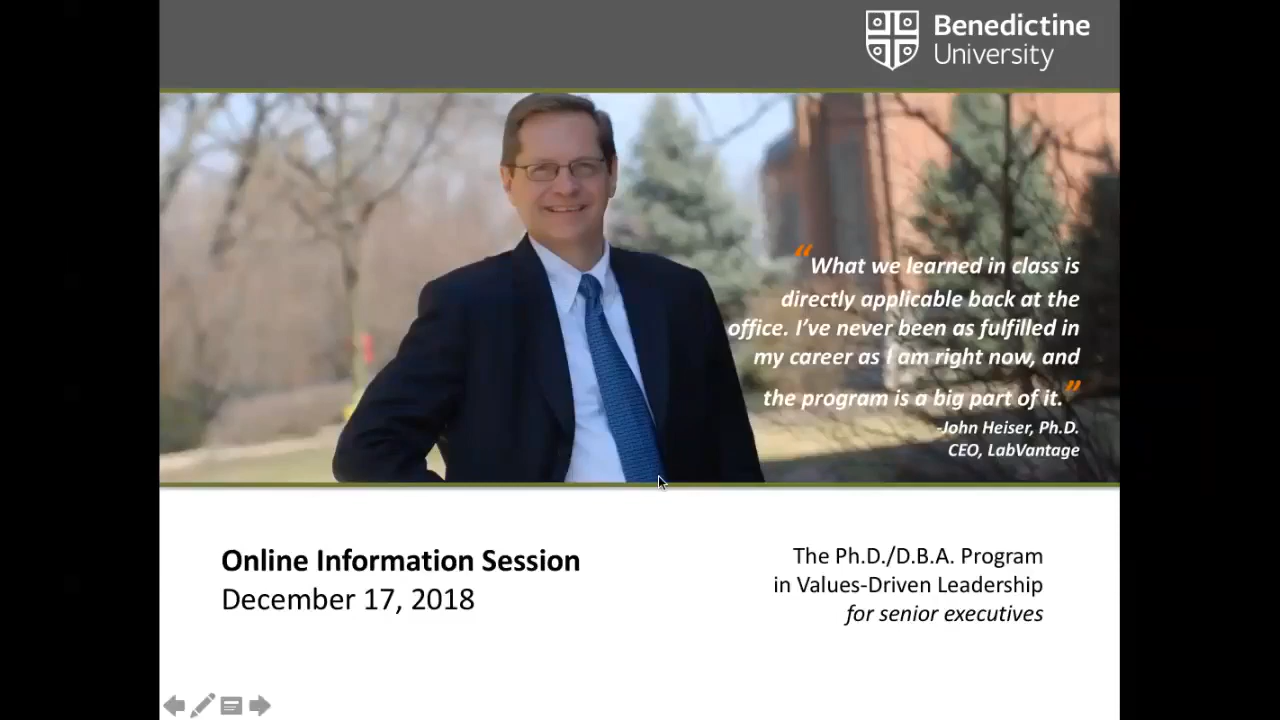 Benedictine
University
“What we learned in class is
directly applicable back at the
office. I’ve never been as fulfilled in
my career as I am right now, and
the program is a big part of it.”
-John Heiser, Ph.D.
CEO, LabVantage
Online Information Session
December 17, 2018
The Ph.D./D.B.A. Program
in Values-Driven Leadership
for senior executives